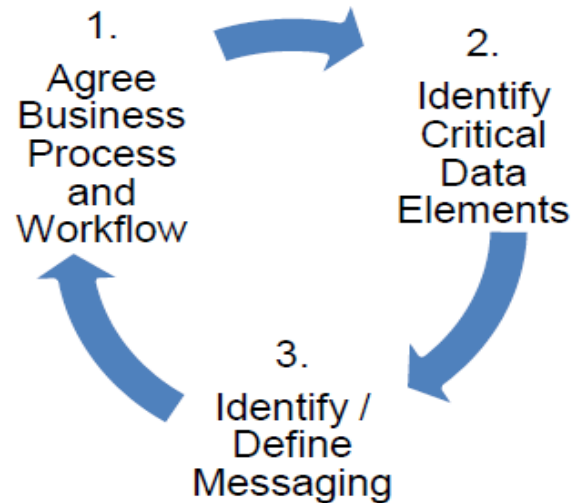 1.
Agree
Business
Process
and
Workflow
2.
Identify
Critical
Data
Elements
3.
Identify /
Define
Messaging